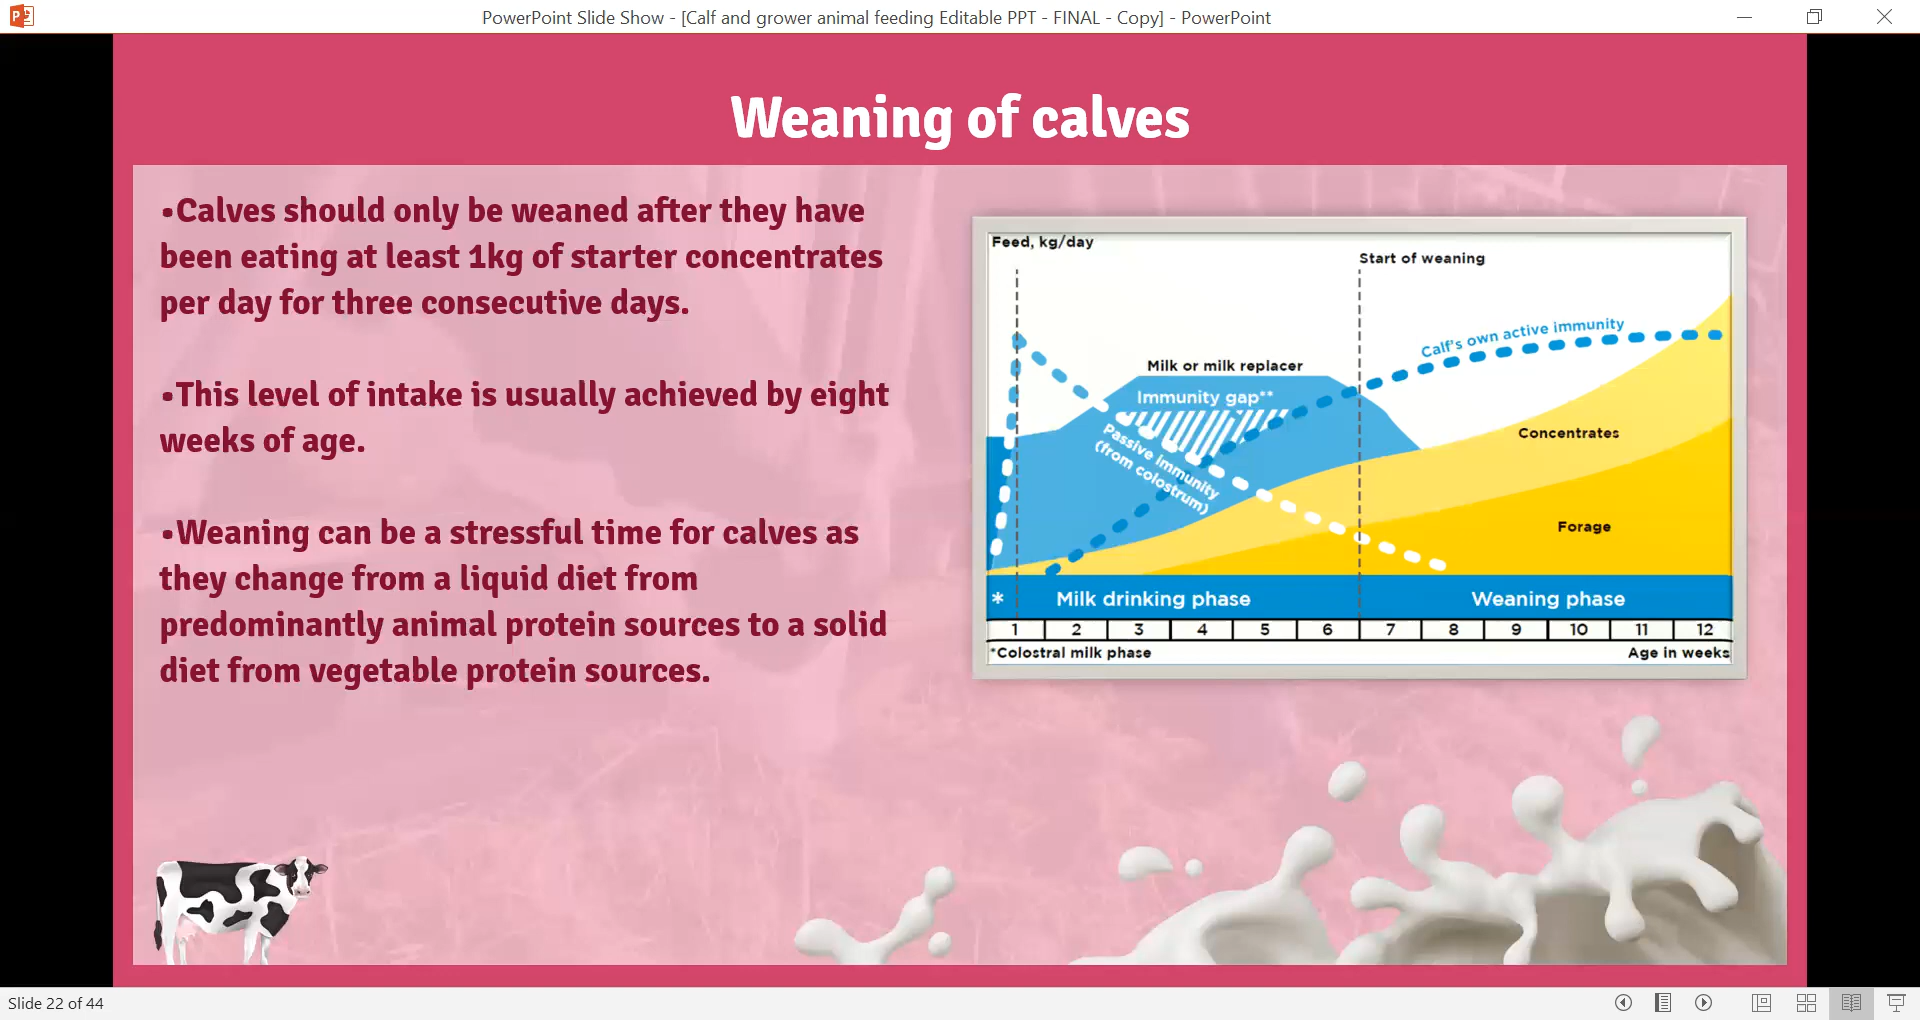 PowerPoint Slide Show - [Calf and grower animal feeding Editable PPT - FINAL - Copy] - PowerPoint
Weaning of calves
•Calves should only be weaned after they have
been eating at least 1kg of starter concentrates
per day for three consecutive days.
•This level of intake is usually achieved by eight
weeks of age.
•Weaning can be a stressful time for calves as
they change from a liquid diet from
predominantly animal protein sources to a solid
diet from vegetable protein sources.
Feed, kg/day
Start of weaning
Calf's own active immunity
Milk or milk replacer
Immunity gap**
Passive immunity
(from colostrum)
Concentrates
Forage
* Milk drinking phase Weaning phase
1 2 3 4 5 6 7 8 9 10 11 12
*Colostral milk phase Age in weeks
Slide 22 of 44